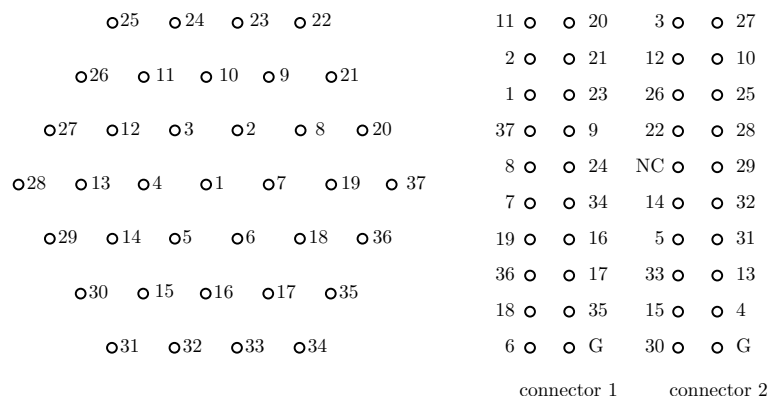 25 24 23 22
26 11 10 9 21
27 12 3 2 8 20
28 13 4 1 7 19 37
29 14 5 6 18 36
30 15 16 17 35
31 32 33 34
11 20
2 21
1 23
37 9
8 24
7 34
19 16
36 17
18 35
6 G
connector 1
3 27
12 10
26 25
22 28
NC 29
14 32
5 31
33 13
15 4
30 G
connector 2